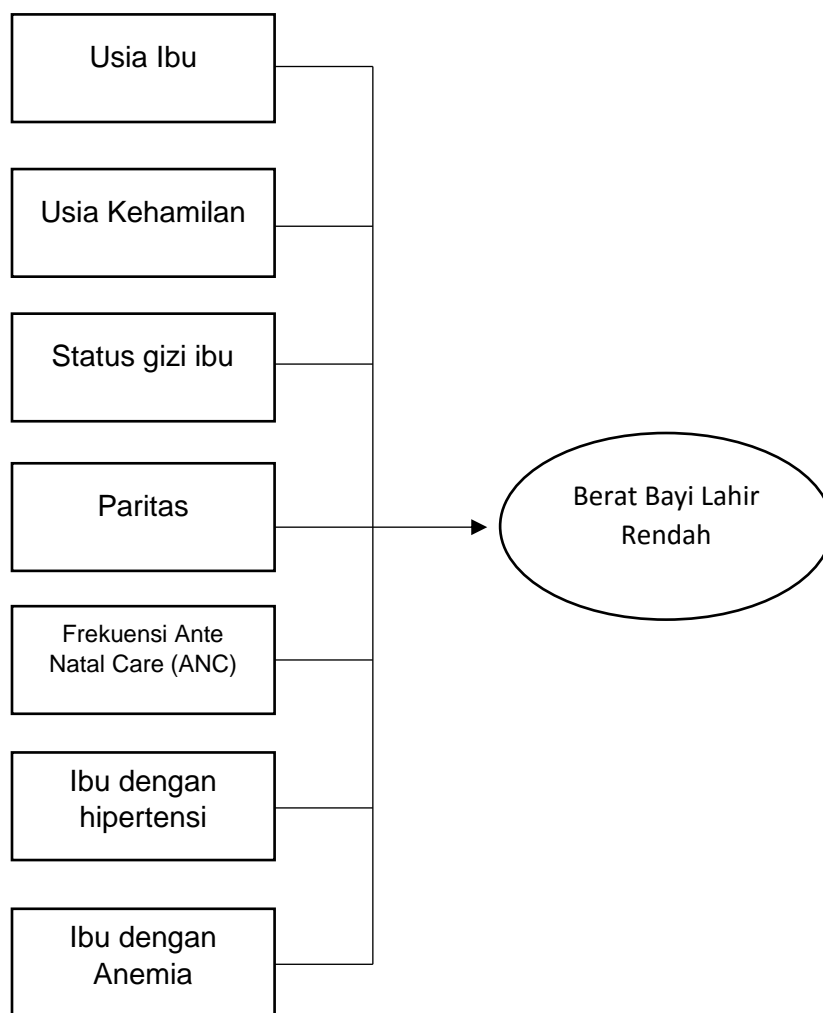 Usia Ibu
Usia Kehamilan
Status gizi ibu
Paritas
Frekuensi Ante
Natal Care (ANC)
Ibu dengan
hipertensi
Ibu dengan
Anemia
Berat Bayi Lahir
Rendah